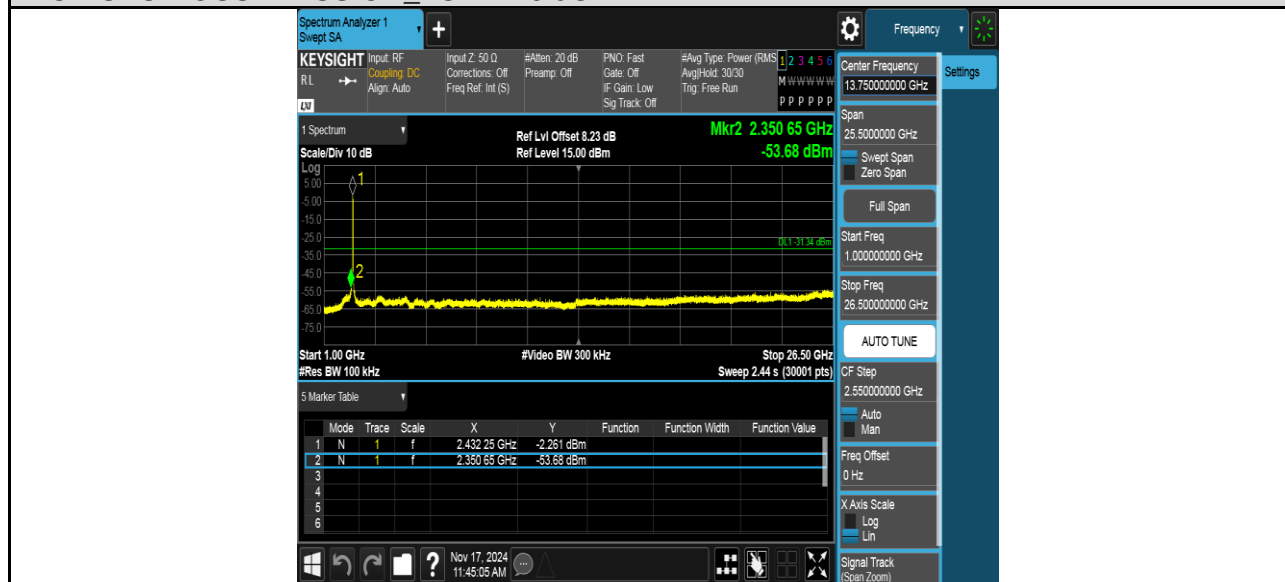 Spectrum Analyzer 1
Swept SA
+
Frequency
KEYSIGHT
RL
LXI
Input: RF
Coupling: DC
Align: Auto
Input Z: 50 Ω
Corrections: Off
Freq Ref: Int (S)
#Atten: 20 dB
Preamp: Off
PNO: Fast
Gate: Off
IF Gain: Low
Sig Track: Off
#Avg Type: Power (RMS
Avg|Hold: 30/30
Trig: Free Run
1 2 3 4 5 6
M W W W W W
P P P P P P
Center Frequency
13.750000000 GHz
Settings
Span
25.5000000 GHz
Swept Span
Zero Span
Full Span
Start Freq
1.000000000 GHz
Stop Freq
26.500000000 GHz
AUTO TUNE
CF Step
2.550000000 GHz
Auto
Man
Freq Offset
0 Hz
X Axis Scale
Log
Lin
Signal Track
(Span Zoom)
1 Spectrum
Scale/Div 10 dB
Ref Lvl Offset 8.23 dB
Ref Level 15.00 dBm
Mkr2 2.350 65 GHz
-53.68 dBm
Log
5.00
-5.00
-15.0
-25.0
-35.0
-45.0
-55.0
-65.0
-75.0
1
2
DL1 -31.34 dBm
Start 1.00 GHz
#Res BW 100 kHz
#Video BW 300 kHz
Stop 26.50 GHz
Sweep 2.44 s (30001 pts)
5 Marker Table
Mode Trace Scale X Y Function Function Width Function Value
1 N 1 f 2.432 25 GHz -2.261 dBm
2 N 1 f 2.350 65 GHz -53.68 dBm
3
4
5
6
?
Nov 17, 2024
11:45:05 AM